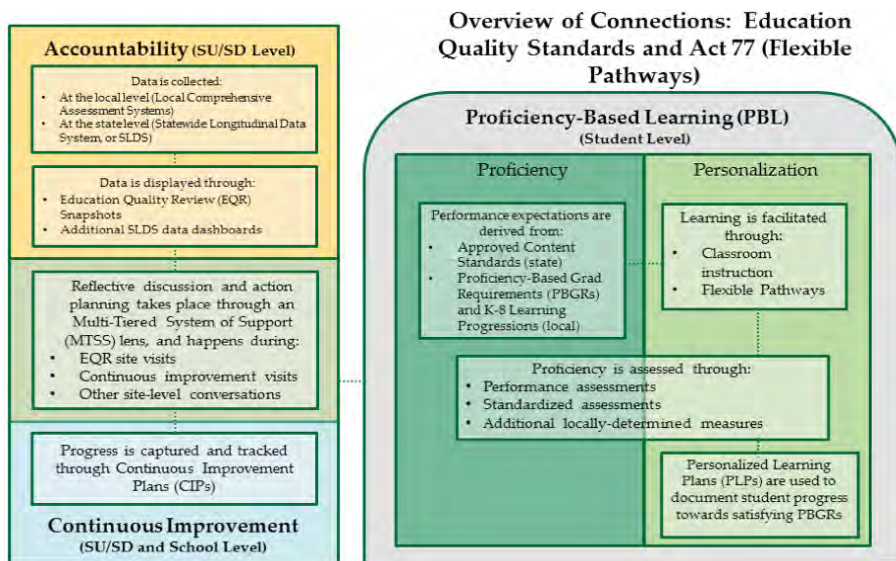 Overview of Connections: Education
Quality Standards and Act 77 (Flexible
Pathways)
Accountability (SU/SD Level)
Data is collected:
• At the local level (Local Comprehensive
Assessment Systems)
• At the state level (Statewide Longitudinal Data
System, or SLDS)
Data is displayed through:
• Education Quality Review (EQR)
Snapshots
• Additional SLDS data dashboards
Reflective discussion and action
planning takes place through an
Multi-Tiered System of Support
(MTSS) lens, and happens during:
• EQR site visits
• Continuous improvement visits
• Other site-level conversations
Progress is captured and tracked
through Continuous Improvement
Plans (CIPs)
Continuous Improvement
(SU/SD and School Level)
Proficiency-Based Learning (PBL)
(Student Level)
Proficiency
Performance expectations are
derived from:
• Approved Content
Standards (state)
• Proficiency-Based Grad
Requirements (PBGRs)
and K-8 Learning
Progressions (local)
Personalization
Learning is facilitated
through:
• Classroom
instruction
• Flexible Pathways
Proficiency is assessed through:
• Performance assessments
• Standardized assessments
• Additional locally-determined measures
Personalized Learning
Plans (PLPs) are used to
document student progress
towards satisfying PBGRs